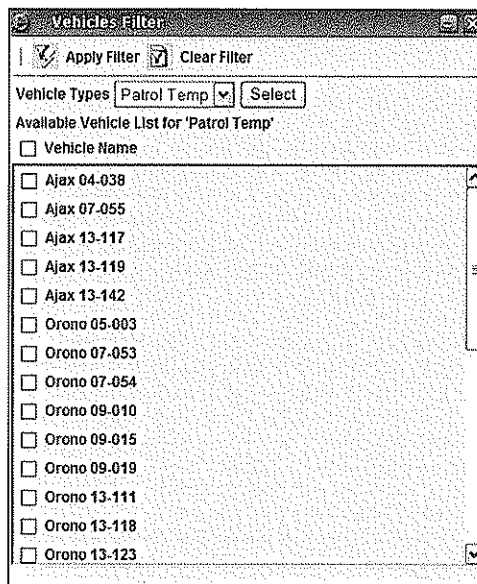 Vehicles Filter
Apply Filter Clear Filter
Vehicle Types Patrol Temp Select
Available Vehicle List for 'Patrol Temp'
Vehicle Name
Ajax 04-038
Ajax 07-055
Ajax 13-117
Ajax 13-119
Ajax 13-142
Orono 05-003
Orono 07-053
Orono 07-054
Orono 09-010
Orono 09-015
Orono 09-019
Orono 13-111
Orono 13-118
Orono 13-123